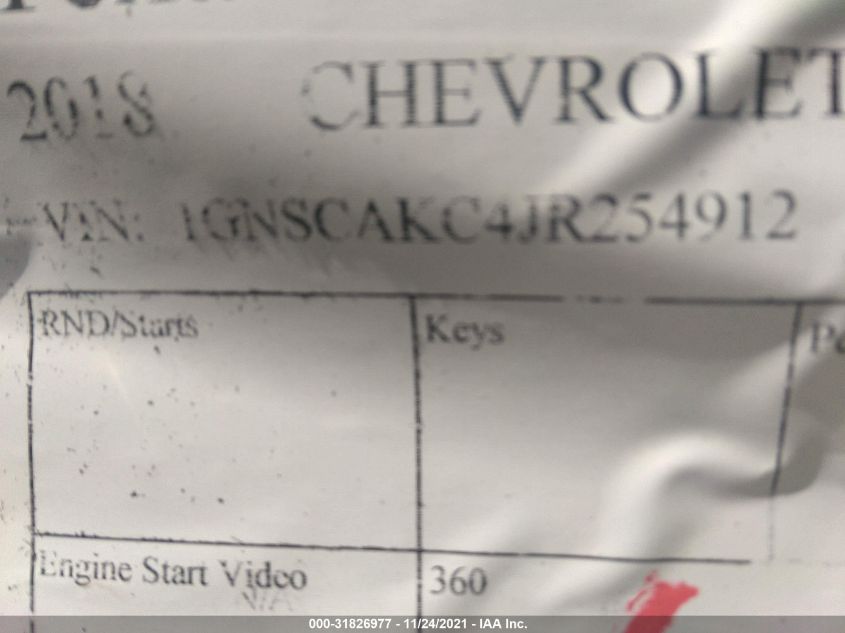 2018 CHEVROLET
VIN: 1GNSCAKC4JR254912
RND/Starts Keys
Engine Start Video 360
N/A
000-31826977 - 11/24/2021 - IAA Inc.